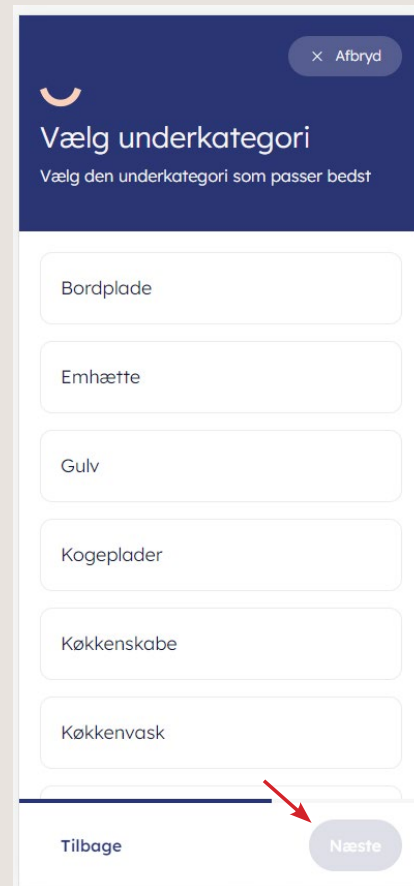 × Afbryd
Vælg underkategori
Vælg den underkategori som passer bedst
Bordplade
Emhætte
Gulv
Kogeplader
Køkkenskabe
Køkkenvask
Tilbage
Næste